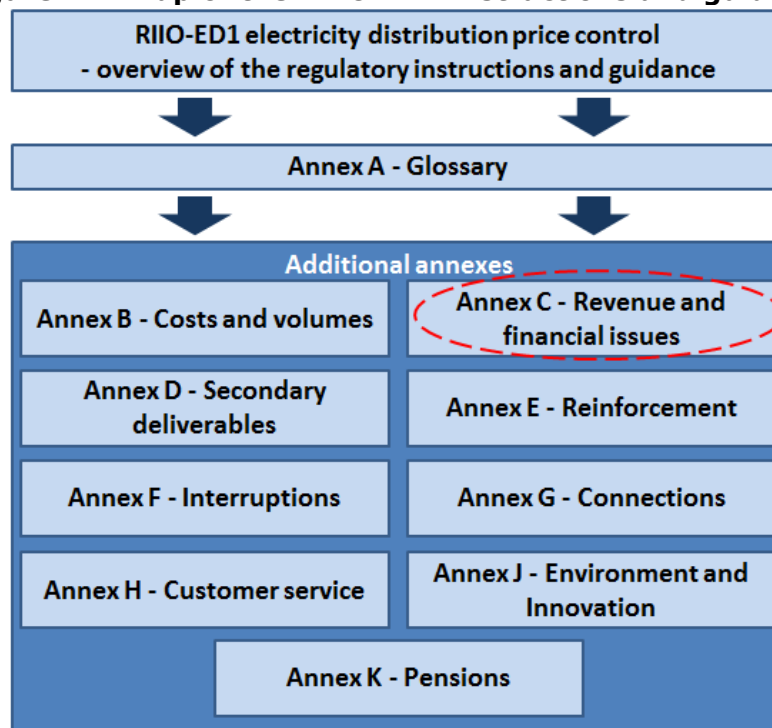 RIIO-ED1 electricity distribution price control
- overview of the regulatory instructions and guidance
Annex A - Glossary
Additional annexes
Annex B - Costs and volumes
Annex C - Revenue and
financial issues
Annex D - Secondary
deliverables
Annex E - Reinforcement
Annex F - Interruptions
Annex G - Connections
Annex H - Customer service
Annex J - Environment and
Innovation
Annex K - Pensions